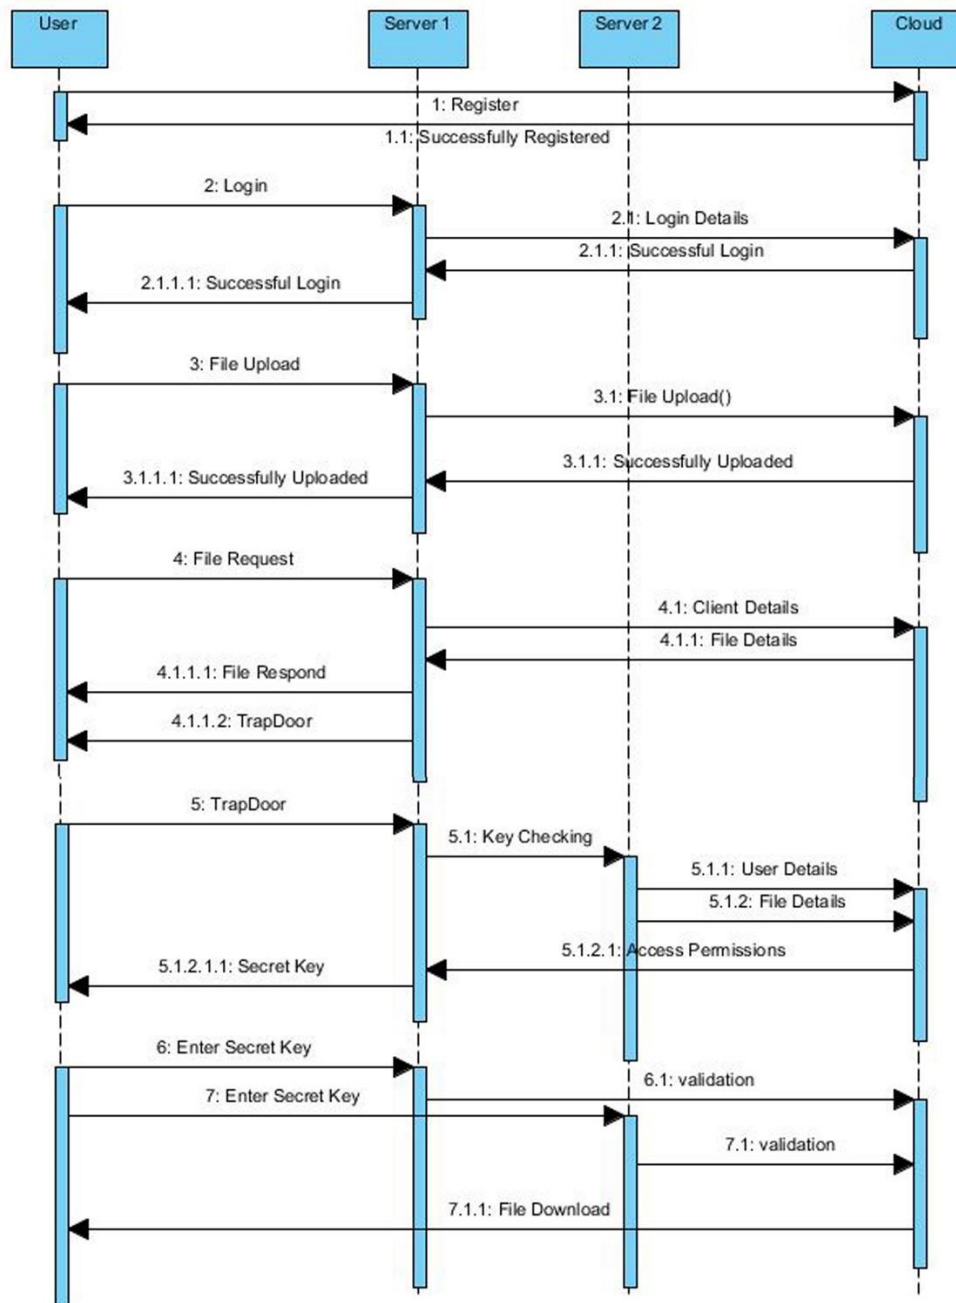 User
Server 1
Server 2
Cloud
1: Register
1.1: Successfully Registered
2: Login
2.1: Login Details
2.1.1: Successful Login
2.1.1.1: Successful Login
3: File Upload
3.1: File Upload()
3.1.1: Successfully Uploaded
3.1.1.1: Successfully Uploaded
4: File Request
4.1: Client Details
4.1.1: File Details
4.1.1.1: File Respond
4.1.1.2: TrapDoor
5: TrapDoor
5.1: Key Checking
5.1.1: User Details
5.1.2: File Details
5.1.2.1: Access Permissions
5.1.2.1.1: Secret Key
6: Enter Secret Key
6.1: validation
7: Enter Secret Key
7.1: validation
7.1.1: File Download